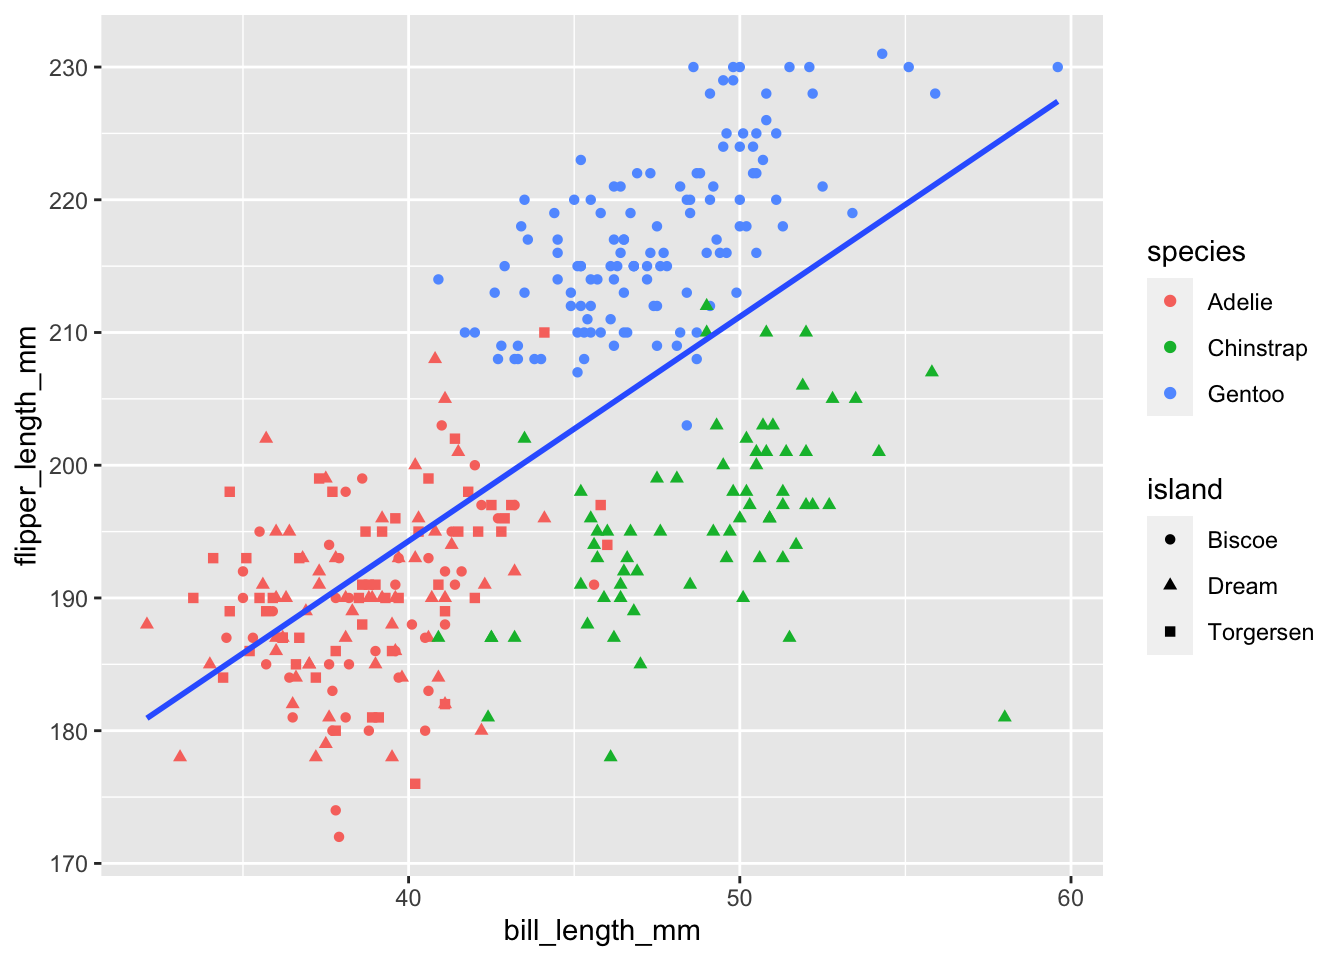 230
220
210
200
190
180
170
flipper_length_mm
40 50 60
bill_length_mm
species
Adelie
Chinstrap
Gentoo
island
Biscoe
Dream
Torgersen